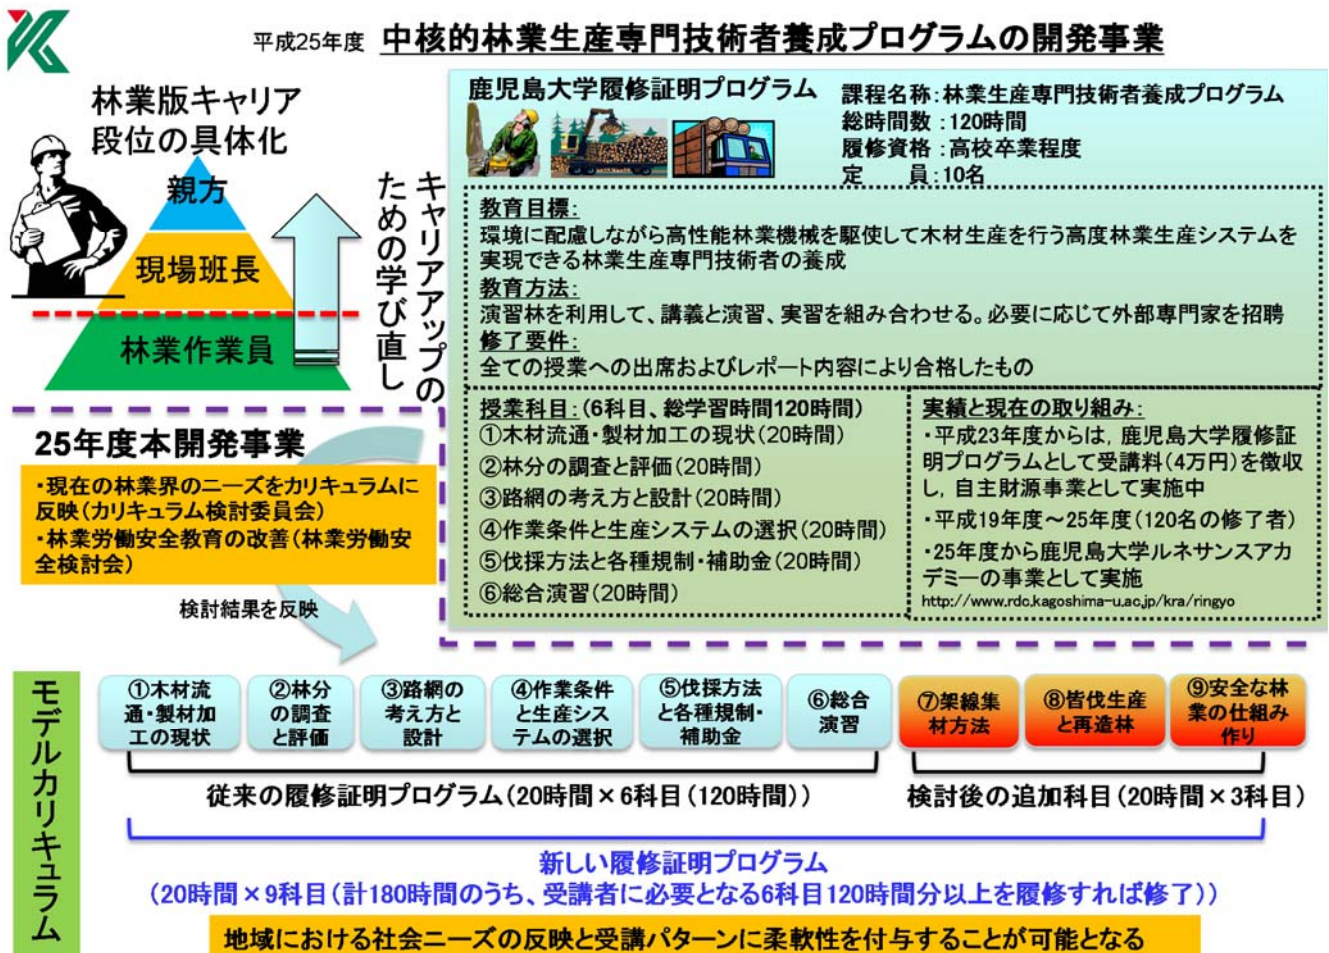 平成25年度 中核的林業生産専門技術者養成プログラムの開発事業
林業版キャリア
段位の具体化
親方
現場班長
林業作業員
キャリアアップの
ための学び直し
鹿児島大学履修証明プログラム
課程名称:林業生産専門技術者養成プログラム
総時間数:120時間
履修資格:高校卒業程度
定 員:10名
教育目標:
環境に配慮しながら高性能林業機械を駆使して木材生産を行う高度林業生産システムを
実現できる林業生産専門技術者の養成
教育方法:
演習林を利用して、講義と演習、実習を組み合わせる。必要に応じて外部専門家を招聘
修了要件:
全ての授業への出席およびレポート内容により合格したもの
授業科目:(6科目、総学習時間120時間)
①木材流通・製材加工の現状(20時間)
②林分の調査と評価(20時間)
③路網の考え方と設計(20時間)
④作業条件と生産システムの選択(20時間)
⑤伐採方法と各種規制・補助金(20時間)
⑥総合演習(20時間)
実績と現在の取り組み:
・平成23年度からは,鹿児島大学履修証
明プログラムとして受講料(4万円)を徴収
し,自主財源事業として実施中
・平成19年度~25年度(120名の修了者)
・25年度から鹿児島大学ルネサンスアカ
デミーの事業として実施
http://www.rdc.kagoshima-u.ac.jp/kra/ringyo
25年度本開発事業
・現在の林業界のニーズをカリキュラムに
反映(カリキュラム検討委員会)
・林業労働安全教育の改善(林業労働安
全検討会)
検討結果を反映
モデルカリキュラム
①木材流
通・製材加
工の現状
②林分
の調査
と評価
③路網の
考え方と
設計
④作業条件
と生産シス
テムの選択
⑤伐採方法
と各種規制・
補助金
⑥総合
演習
⑦架線集
材方法
⑧皆伐生産
と再造林
⑨安全な林
業の仕組み
作り
従来の履修証明プログラム(20時間×6科目(120時間))
検討後の追加科目(20時間×3科目)
新しい履修証明プログラム
(20時間×9科目(計180時間のうち、受講者に必要となる6科目120時間分以上を履修すれば修了))
地域における社会ニーズの反映と受講パターンに柔軟性を付与することが可能となる